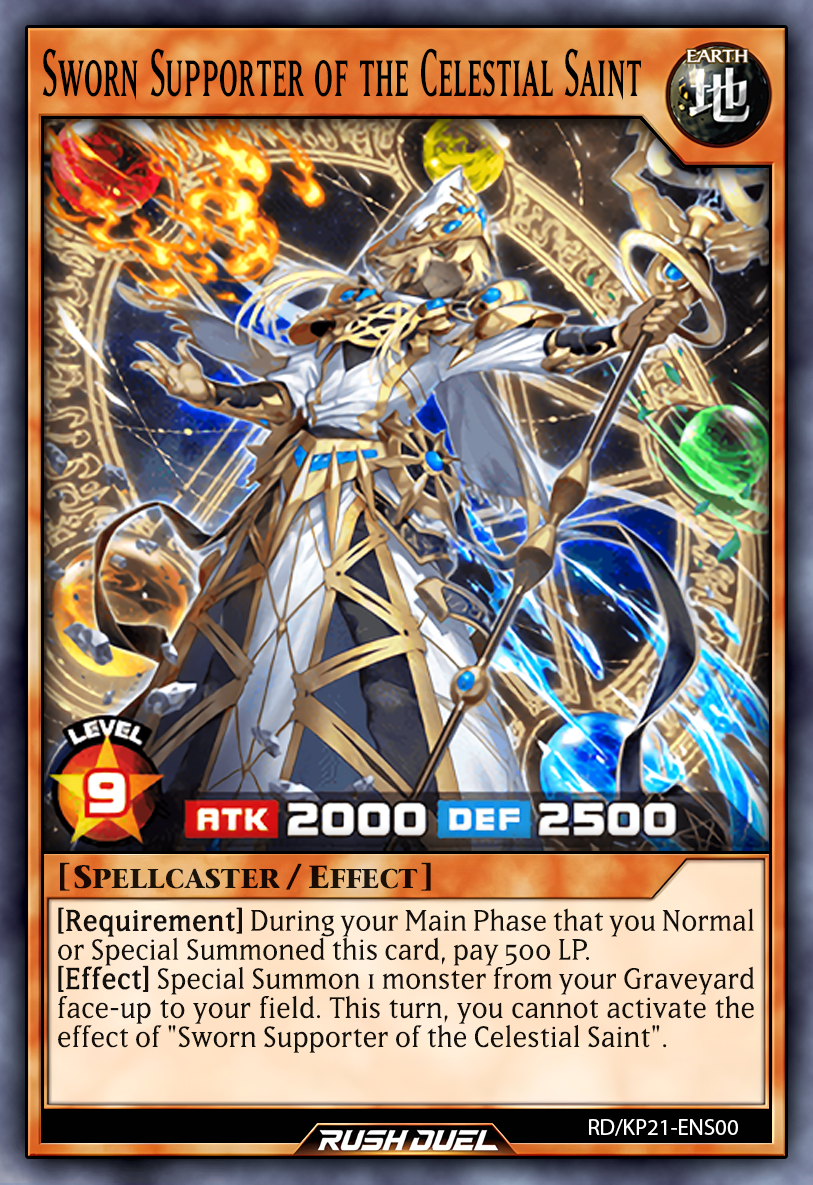 Sworn Supporter of the Celestial Saint
EARTH
地
LEVEL
9
ATK 2000 DEF 2500
[Spellcaster / Effect]
[Requirement] During your Main Phase that you Normal
or Special Summoned this card, pay 500 LP.
[Effect] Special Summon 1 monster from your Graveyard
face-up to your field. This turn, you cannot activate the
effect of "Sworn Supporter of the Celestial Saint".
RUSH DUEL
RD/KP21-ENS00